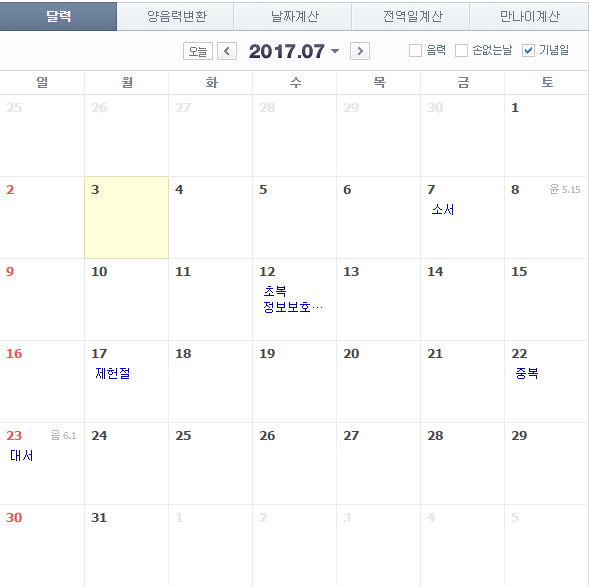 달력 양음력변환 날짜계산 전역일계산 만나이계산
오늘 < 2017.07 > 음력 손없는날 기념일
일 월 화 수 목 금 토
25 26 27 28 29 30 1
2 3 4 5 6 7 8 윤 5.15
소서
9 10 11 12 13 14 15
초복
정보보호…
16 17 18 19 20 21 22
제헌절 중복
23 음 6.1 24 25 26 27 28 29
대서
30 31 1 2 3 4 5